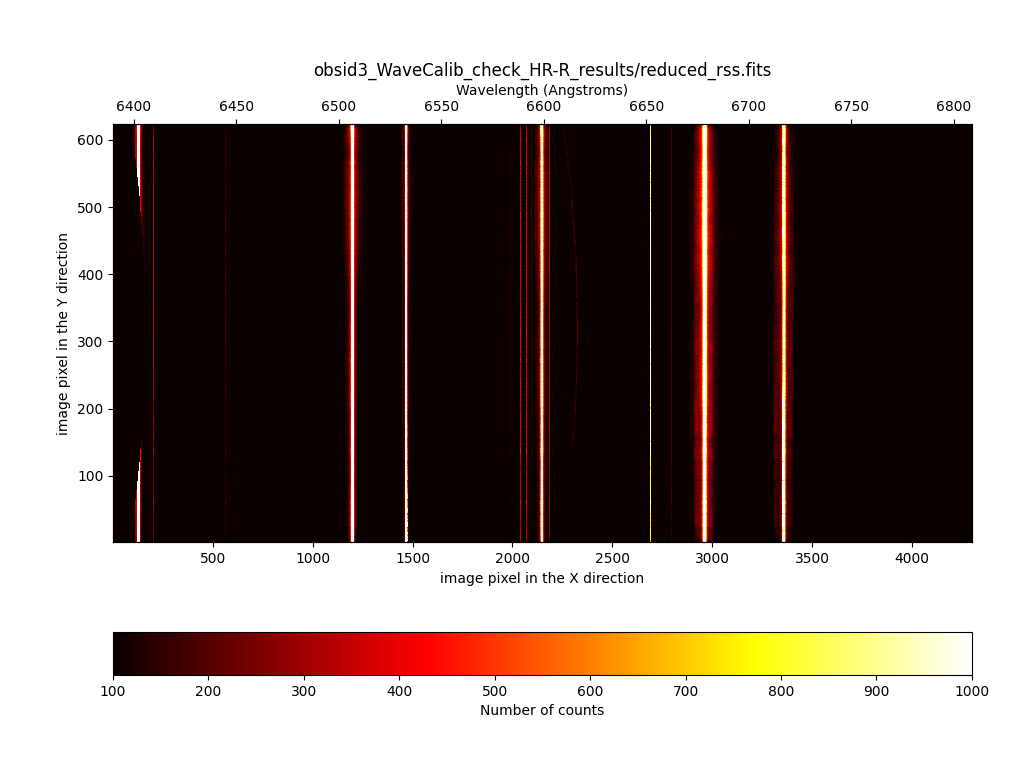 obsid3_WaveCalib_check_HR-R_results/reduced_rss.fits
Wavelength (Angstroms)
6400 6450 6500 6550 6600 6650 6700 6750 6800
600
500
400
300
200
100
image pixel in the Y direction
500 1000 1500 2000 2500 3000 3500 4000
image pixel in the X direction
100 200 300 400 500 600 700 800 900 1000
Number of counts